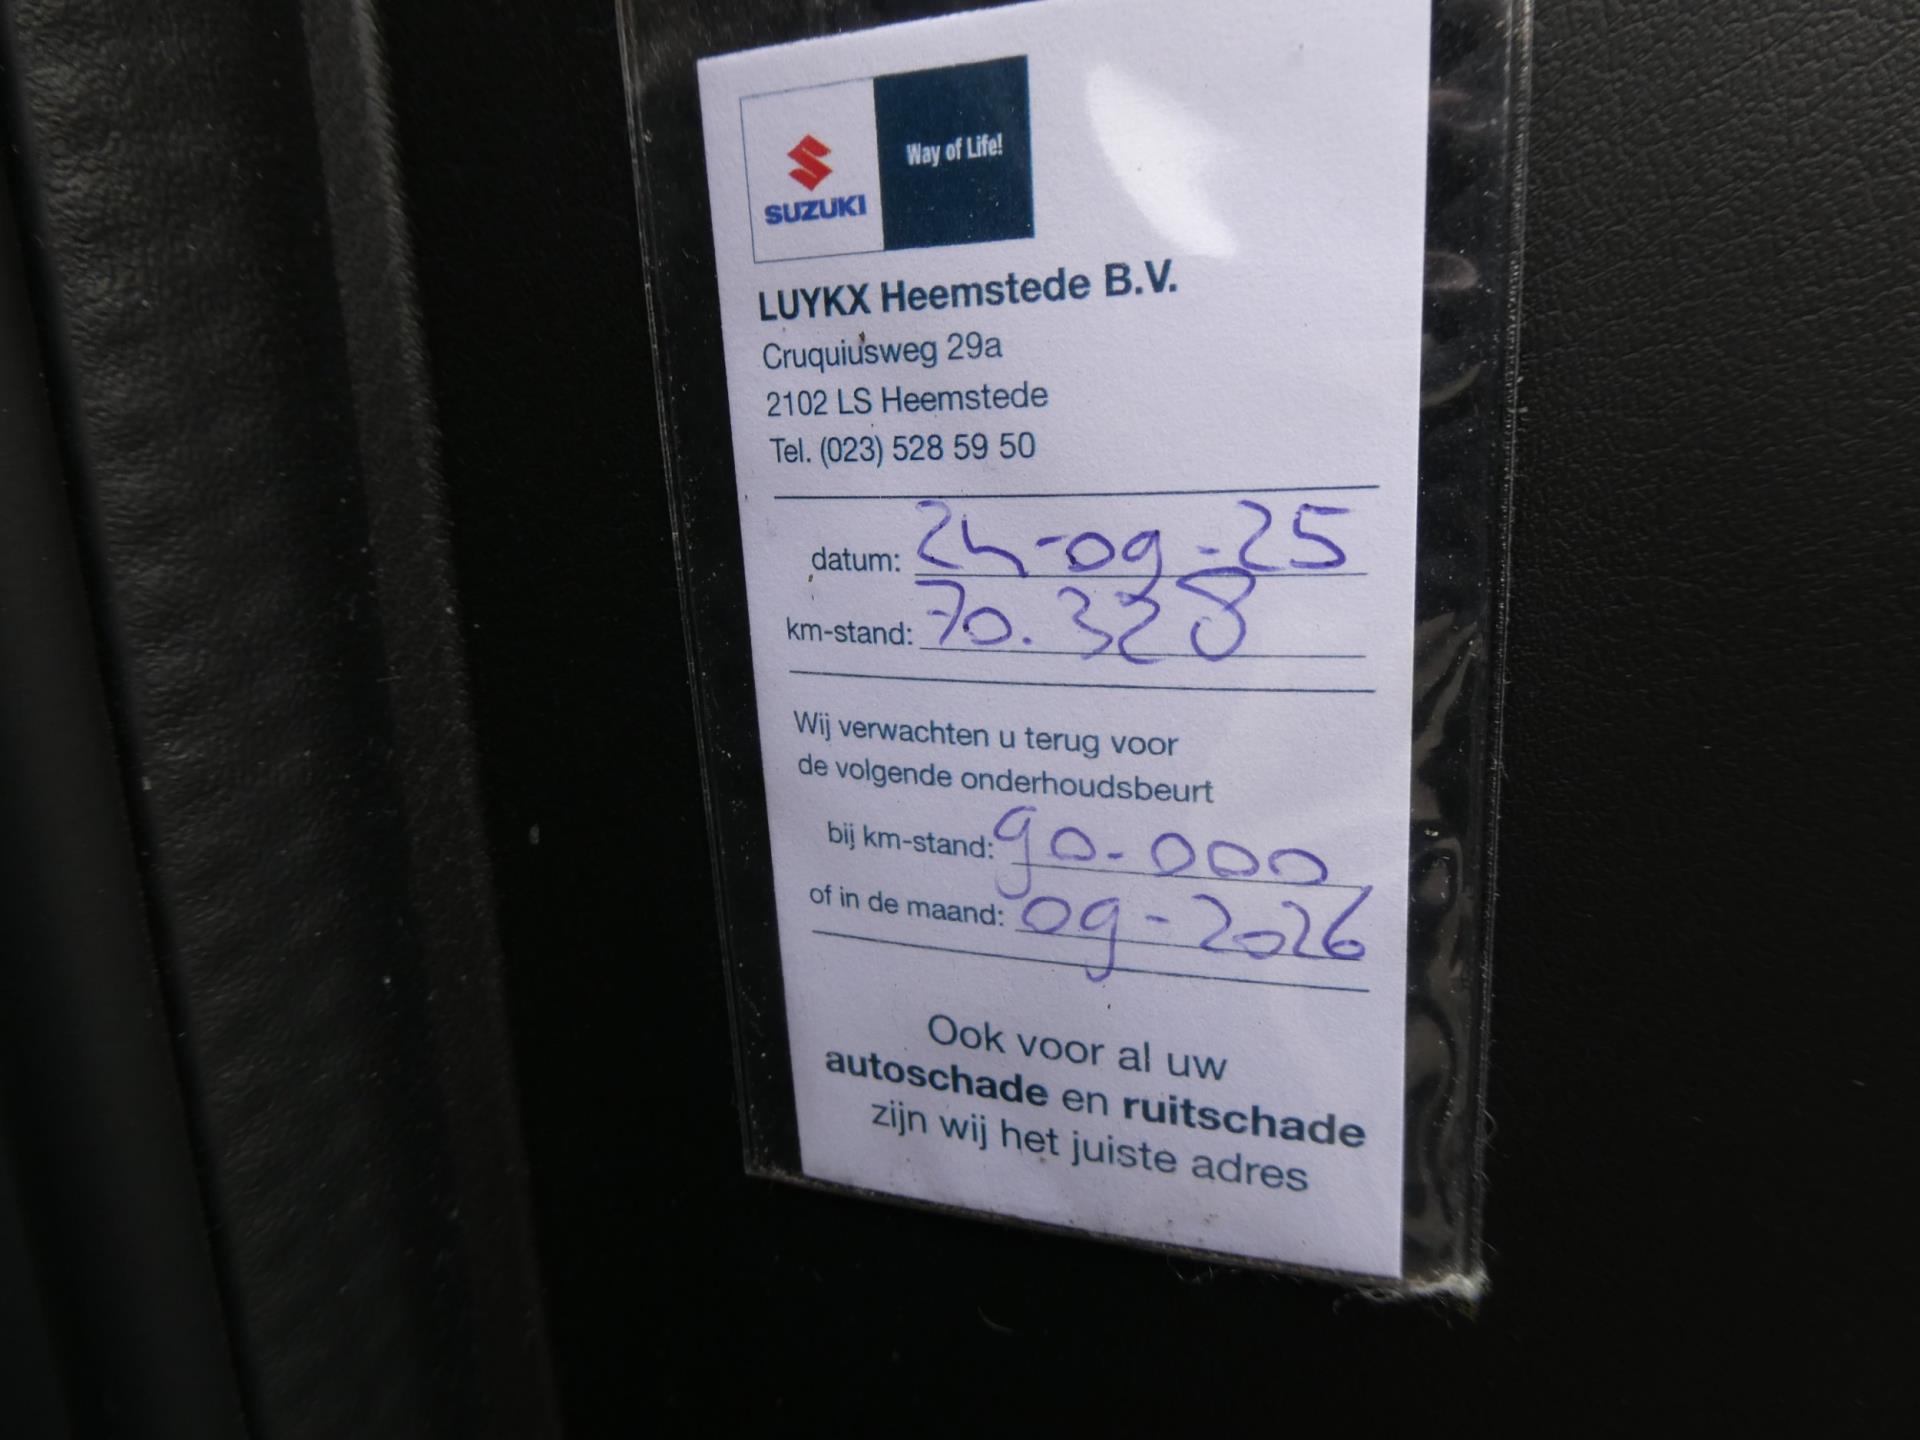 SUZUKI
Way of Life!
LUYKX Heemstede B.V.
Cruquiusweg 29a
2102 LS Heemstede
Tel. (023) 528 59 50
datum: 24-09-25
km-stand: 70.328
Wij verwachten u terug voor
de volgende onderhoudsbeurt
bij km-stand: 90.000
of in de maand: 09-2026
Ook voor al uw
autoschade en ruitschade
zijn wij het juiste adres